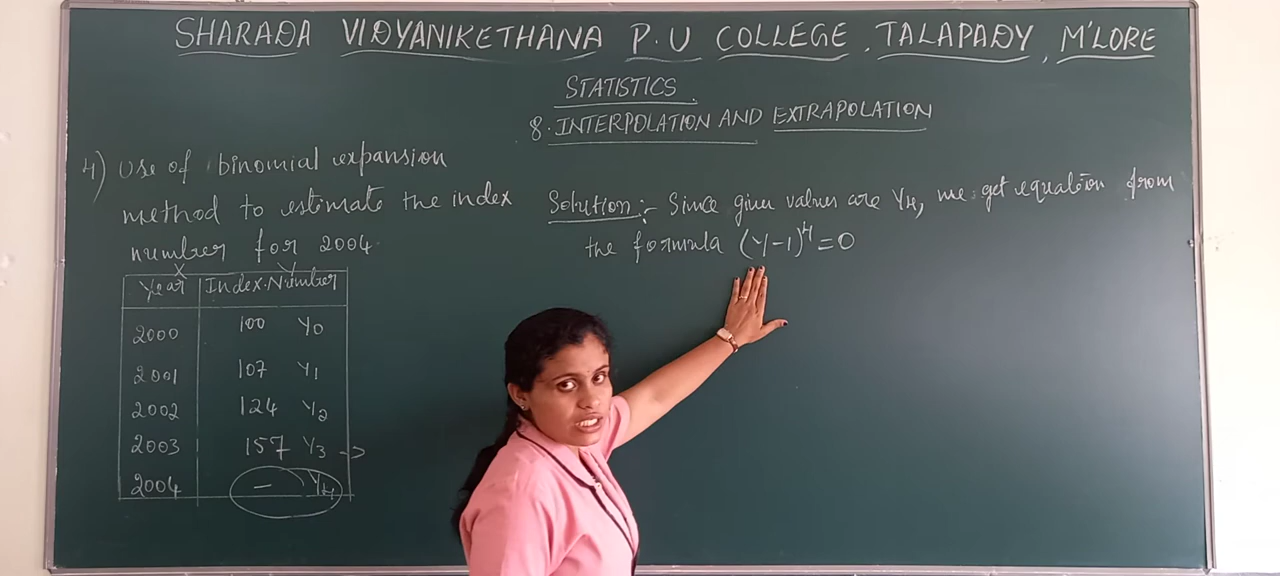 SHARADA VIDYANIKETHANA P.U COLLEGE, TALAPADY, M'LORE
STATISTICS
8. INTERPOLATION AND EXTRAPOLATION
4) Use of binomial expansion
method to estimate the index
number for 2004.
X Y
Year Index.Number
2000 100 Y0
2001 107 Y1
2002 124 Y2
2003 157 Y3 ->
2004 - Y4
Solution:- Since given values are Y4, we get equation from
the formula (Y-1)^4=0